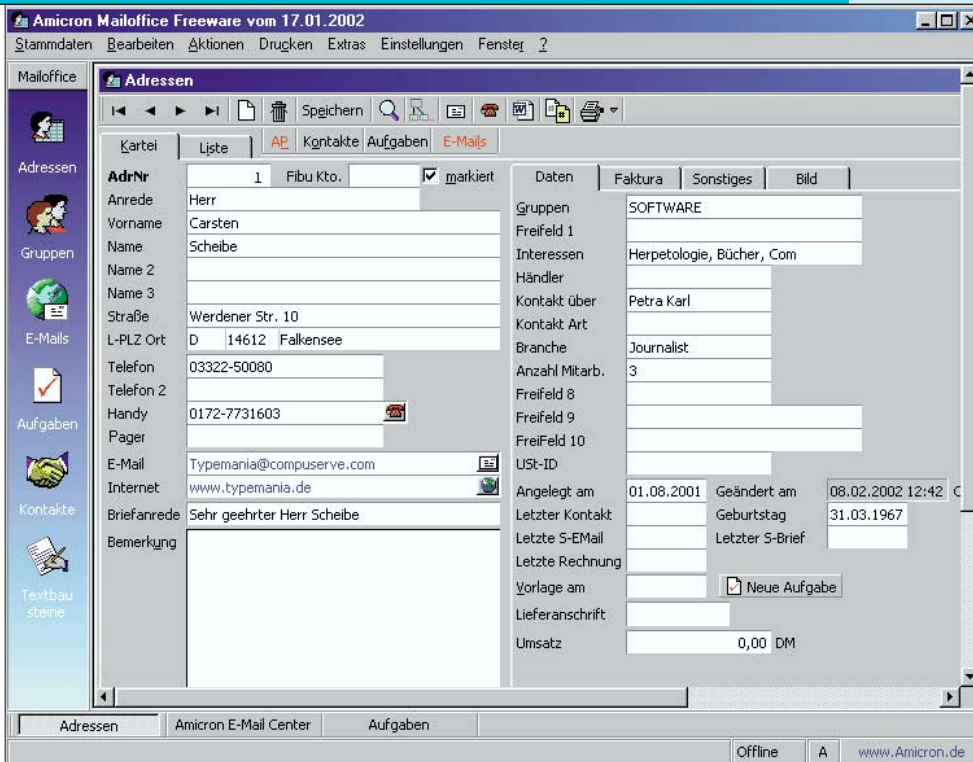 Amicron Mailoffice Freeware vom 17.01.2002
Stammdaten Bearbeiten Aktionen Drucken Extras Einstellungen Fenster ?
Mailoffice
Adressen
Speichern
Kartei Liste AP Kontakte Aufgaben E-Mails
Adressen
Gruppen
E-Mails
Aufgaben
Kontakte
Textbau
steine
AdrNr 1 Fibu Kto. markiert
Anrede Herr
Vorname Carsten
Name Scheibe
Name 2
Name 3
Straße Werdener Str. 10
L-PLZ Ort D 14612 Falkensee
Telefon 03322-50080
Telefon 2
Handy 0172-7731603
Pager
E-Mail Typemania@compuserve.com
Internet www.typemania.de
Briefanrede Sehr geehrter Herr Scheibe
Bemerkung
Daten Faktura Sonstiges Bild
Gruppen SOFTWARE
Freifeld 1
Interessen Herpetologie, Bücher, Com
Händler
Kontakt über Petra Karl
Kontakt Art
Branche Journalist
Anzahl Mitarb. 3
Freifeld 8
Freifeld 9
FreiFeld 10
USt-ID
Angelegt am 01.08.2001 Geändert am 08.02.2002 12:42 C
Letzter Kontakt Geburtstag 31.03.1967
Letzte S-EMail Letzter S-Brief
Letzte Rechnung
Vorlage am Neue Aufgabe
Lieferanschrift
Umsatz 0,00 DM
Adressen Amicron E-Mail Center Aufgaben
Offline A www.Amicron.de